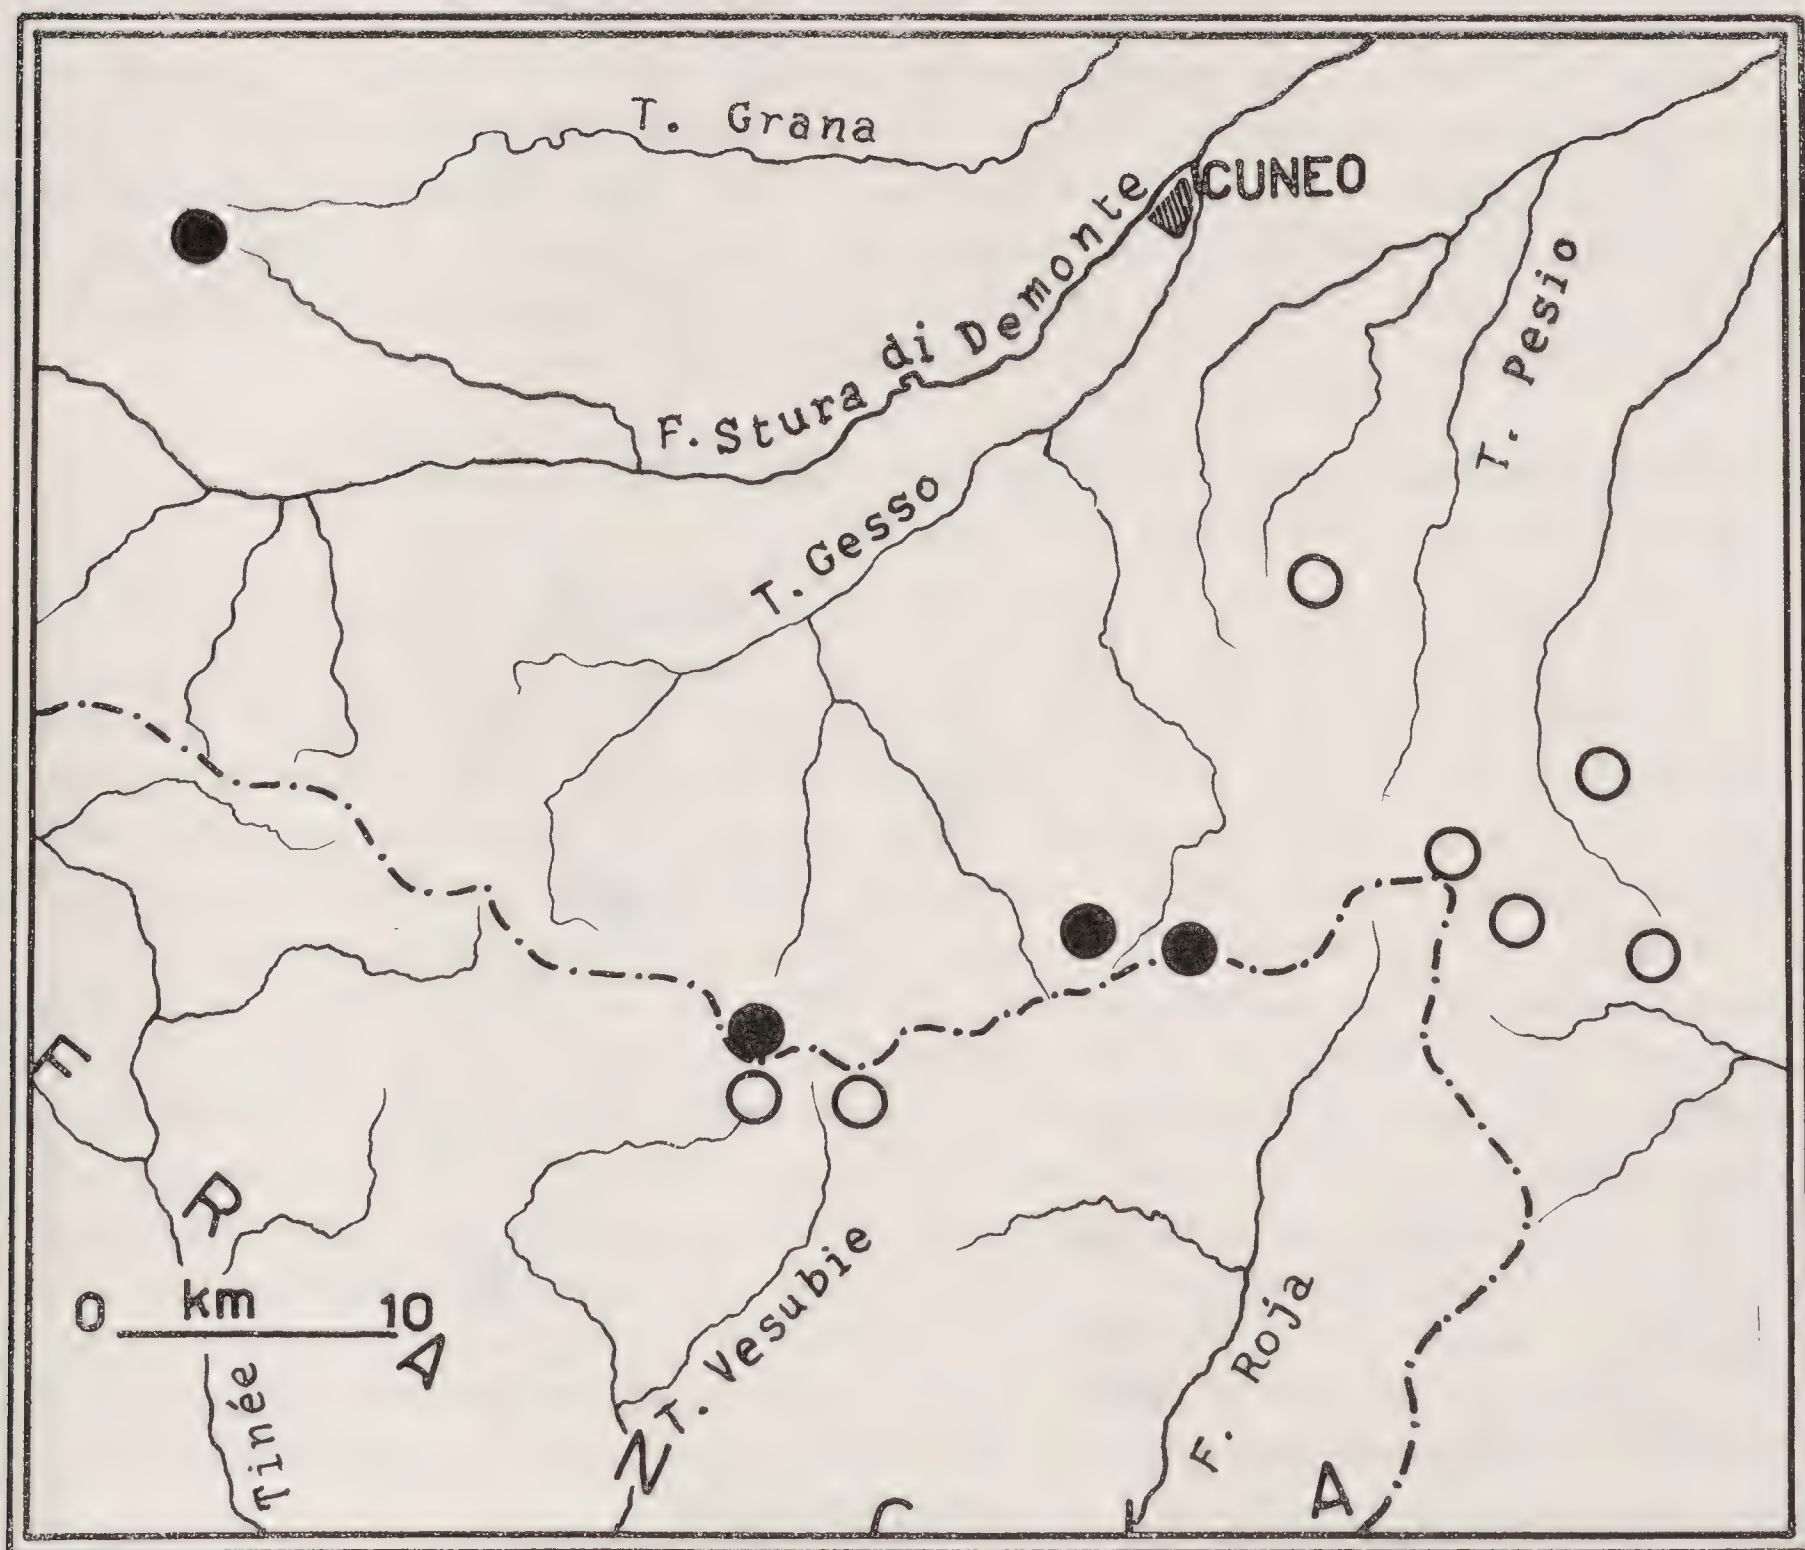 T. Grana
CUNEO
F. Stura di Demonte
T. Pesio
T. Gesso
F R A N C I A
0 km 10
Tinée
T. Vesubie
F. Roja